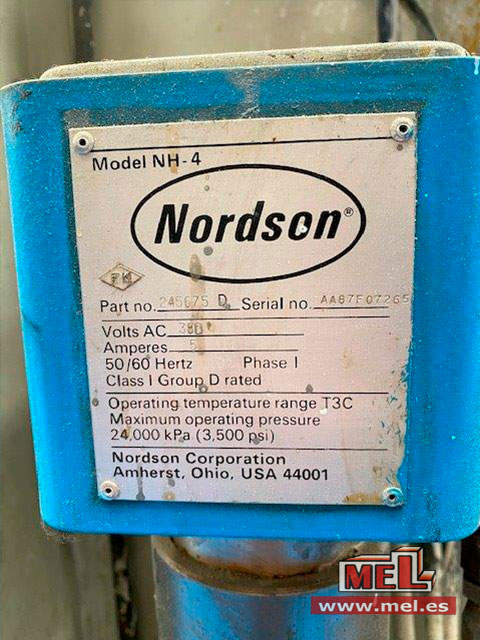 Model NH-4
Nordson®
FM
Part no. 245675 D Serial no. AA87F07265
Volts AC 380
Amperes 5
50/60 Hertz Phase I
Class I Group D rated
Operating temperature range T3C
Maximum operating pressure
24,000 kPa (3,500 psi)
Nordson Corporation
Amherst, Ohio, USA 44001
MEL
www.mel.es